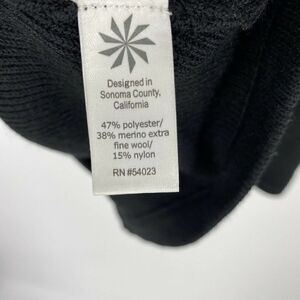 Designed in
Sonoma County,
California
47% polyester/
38% merino extra
fine wool/
15% nylon
RN #54023